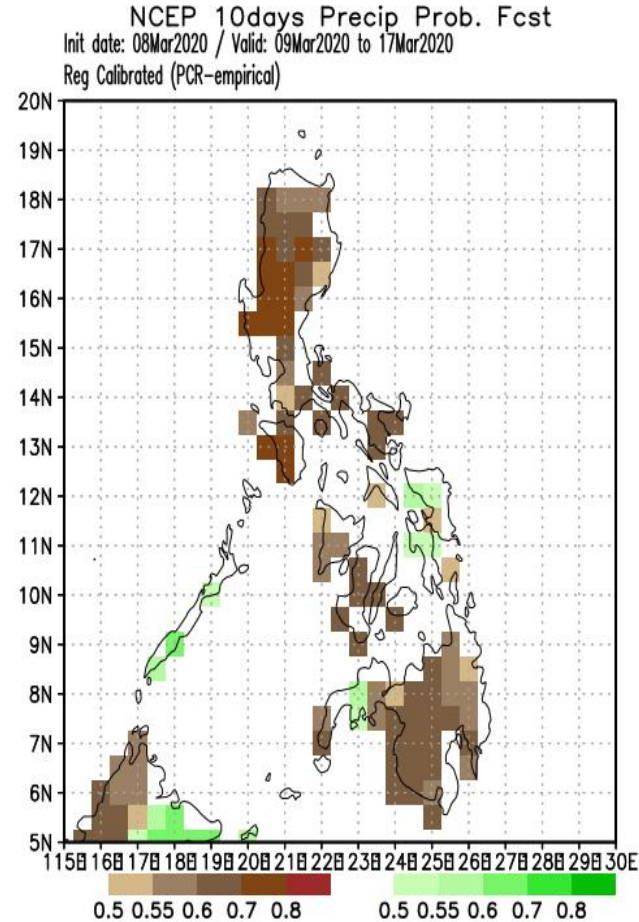 NCEP 10days Precip Prob. Fcst
Init date: 08Mar2020 / Valid: 09Mar2020 to 17Mar2020
Reg Calibrated (PCR-empirical)
20N
19N
18N
17N
16N
15N
14N
13N
12N
11N
10N
9N
8N
7N
6N
5N
115E 116E 117E 118E 119E 120E 121E 122E 123E 124E 125E 126E 127E 128E 129E 130E
0.5 0.55 0.6 0.7 0.8 0.5 0.55 0.6 0.7 0.8